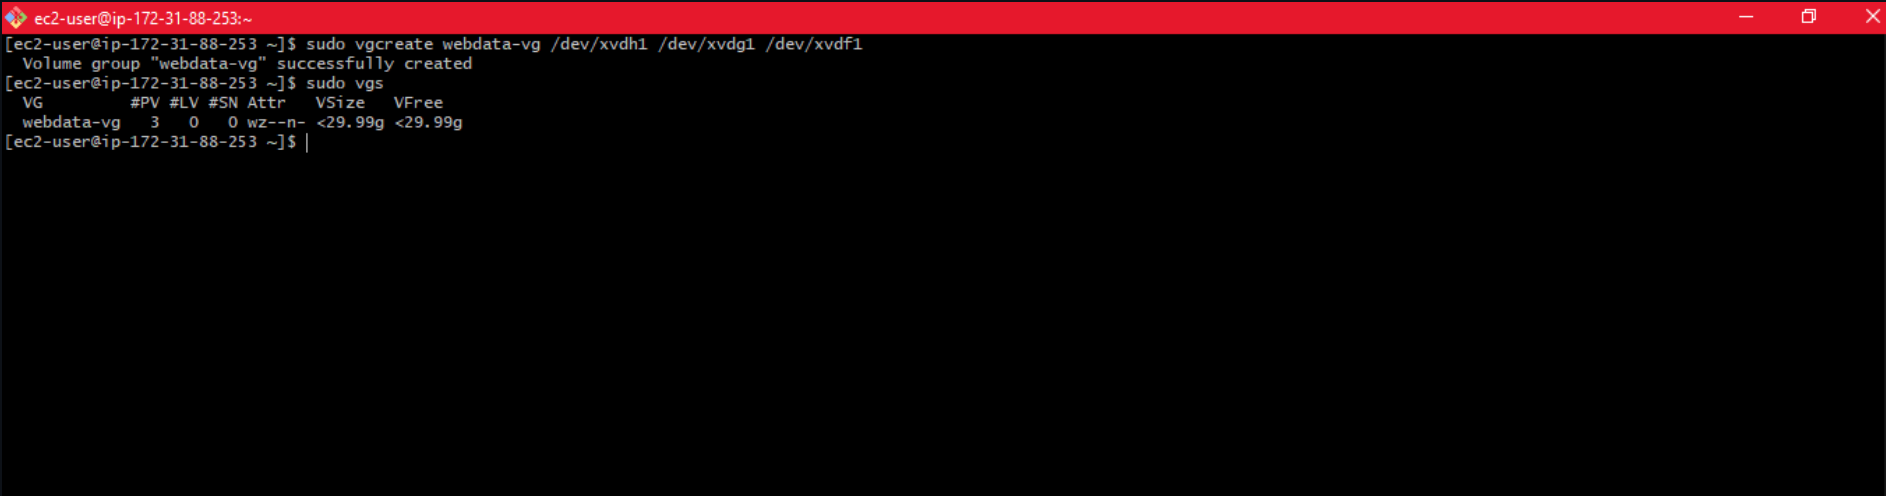 ec2-user@ip-172-31-88-253:~
[ec2-user@ip-172-31-88-253 ~]$ sudo vgcreate webdata-vg /dev/xvdh1 /dev/xvdg1 /dev/xvdf1
  Volume group "webdata-vg" successfully created
[ec2-user@ip-172-31-88-253 ~]$ sudo vgs
  VG         #PV #LV #SN Attr   VSize   VFree
  webdata-vg   3   0   0 wz--n- <29.99g <29.99g
[ec2-user@ip-172-31-88-253 ~]$